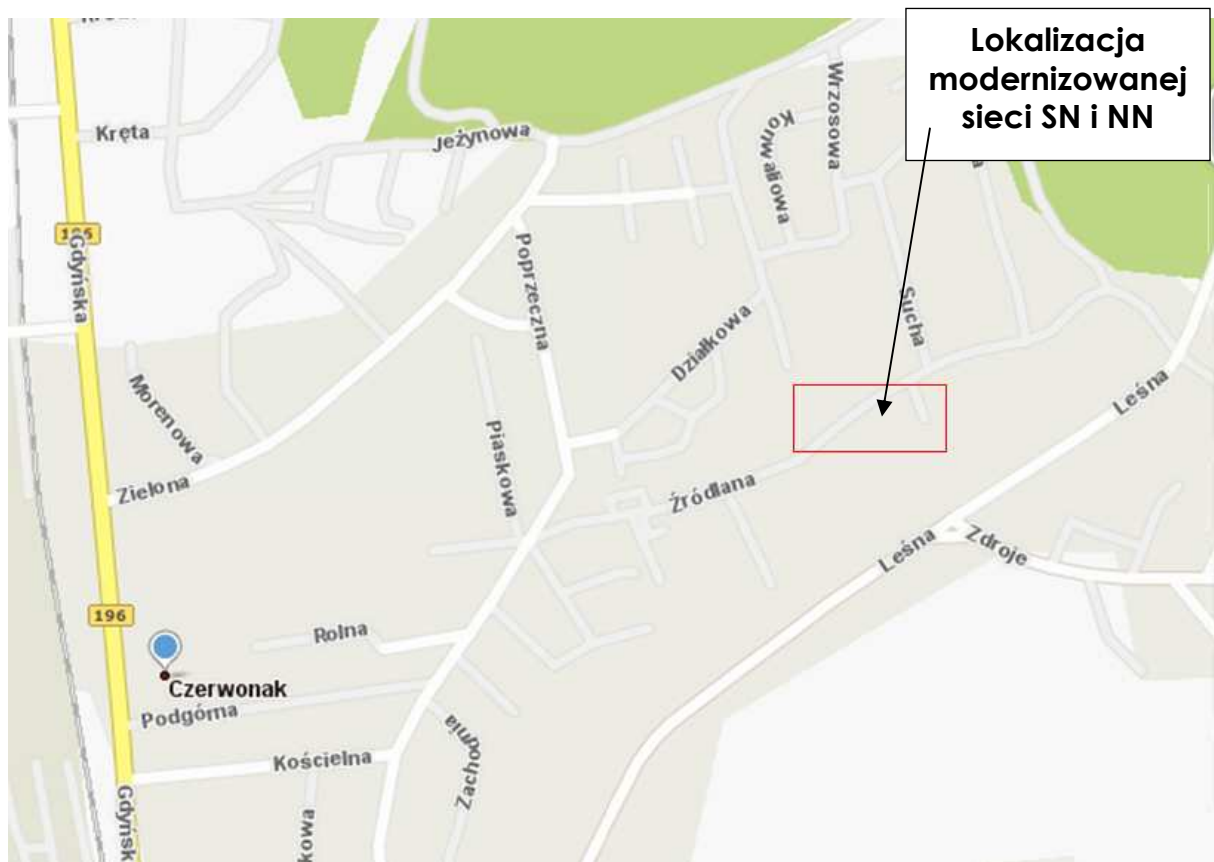 Lokalizacja
modernizowanej
sieci SN i NN
Kręta
Jeżynowa
Wrzosowa
Konwaliowa
Gdyńska
Poprzeczna
Sucha
Działkowa
Morenowa
Leśna
Piaskowa
Zielona
Źródlana
Leśna
Zdroje
196
Rolna
Czerwonak
Podgórna
Kościelna
Zachodnia